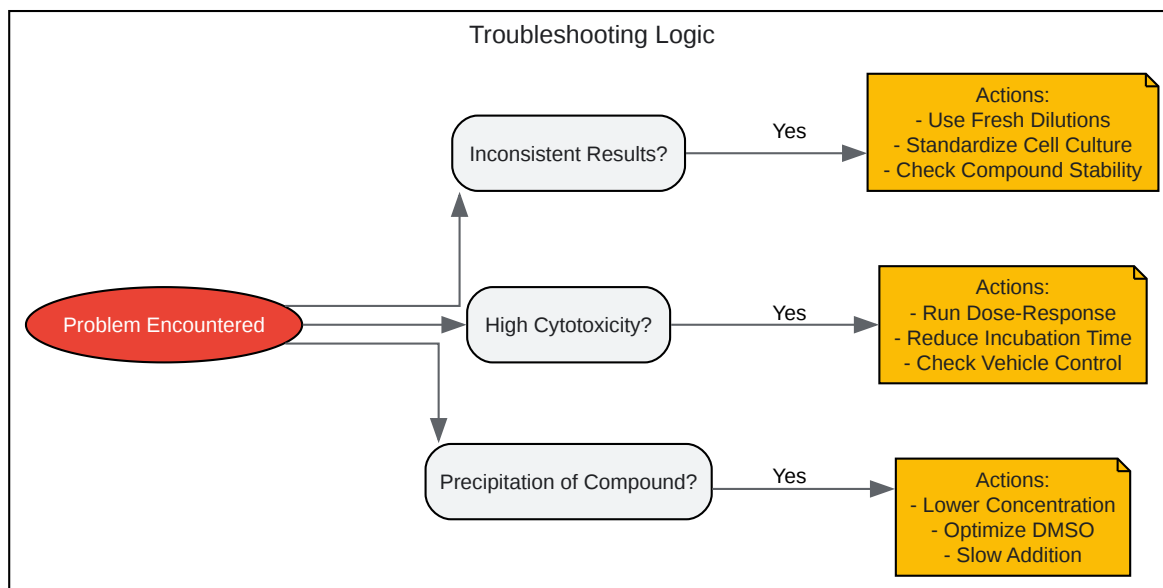 Troubleshooting Logic
Problem Encountered
Inconsistent Results?
Yes
Actions:
- Use Fresh Dilutions
- Standardize Cell Culture
- Check Compound Stability
High Cytotoxicity?
Yes
Actions:
- Run Dose-Response
- Reduce Incubation Time
- Check Vehicle Control
Precipitation of Compound?
Yes
Actions:
- Lower Concentration
- Optimize DMSO
- Slow Addition